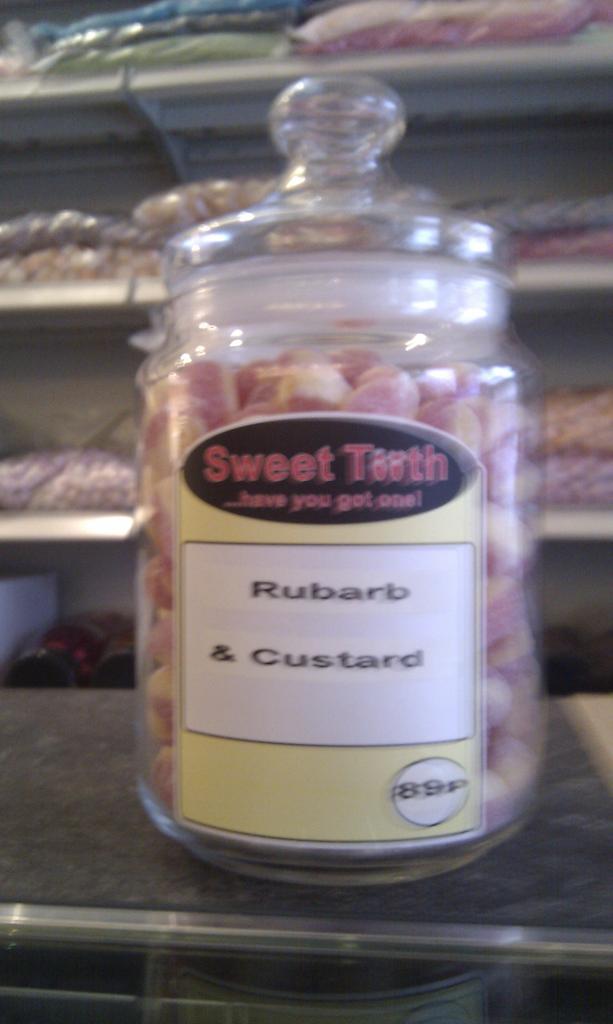 Sweet Tooth
...have you got one!
Rubarb
& Custard
89P